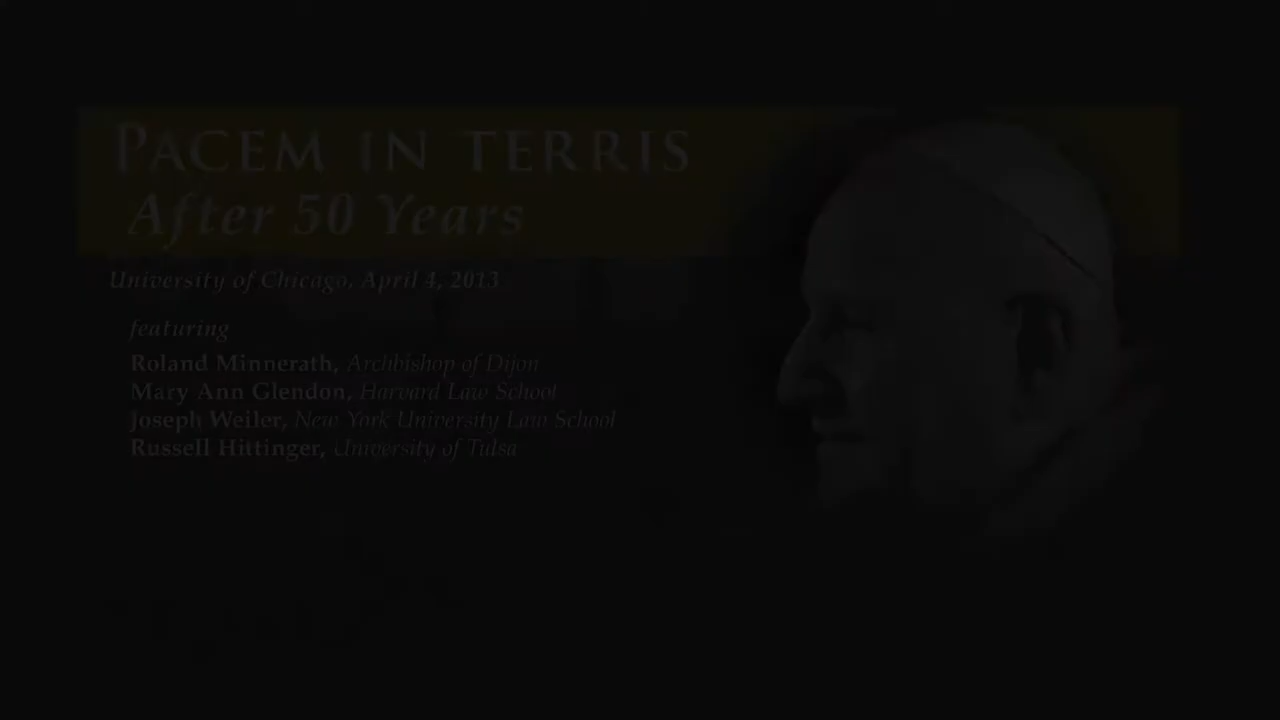 PACEM IN TERRIS
After 50 Years
University of Chicago, April 4, 2013
featuring
Roland Minnerath, Archbishop of Dijon
Mary Ann Glendon, Harvard Law School
Joseph Weiler, New York University Law School
Russell Hittinger, University of Tulsa